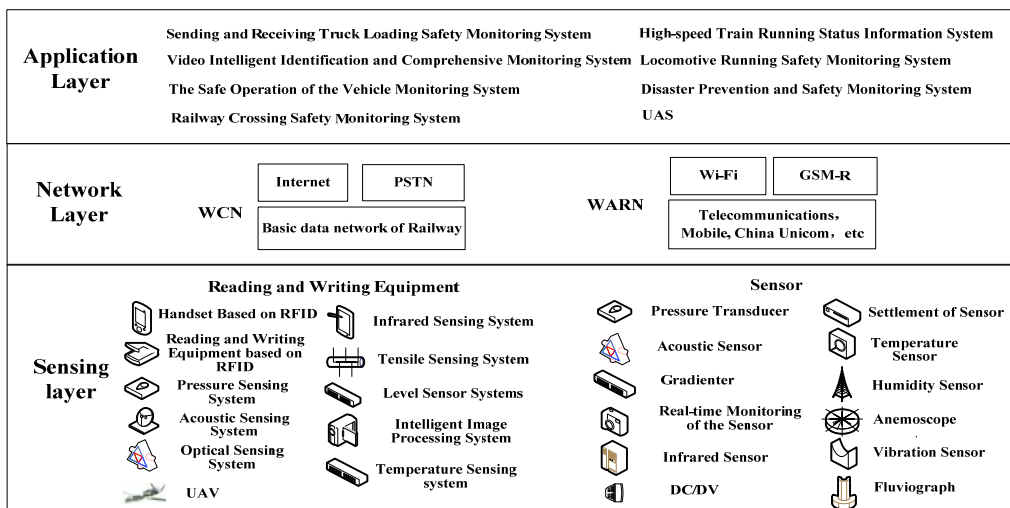 Application
Layer
Sending and Receiving Truck Loading Safety Monitoring System
Video Intelligent Identification and Comprehensive Monitoring System
The Safe Operation of the Vehicle Monitoring System
Railway Crossing Safety Monitoring System
High-speed Train Running Status Information System
Locomotive Running Safety Monitoring System
Disaster Prevention and Safety Monitoring System
UAS
Network
Layer
WCN
Internet
PSTN
Basic data network of Railway
WARN
Wi-Fi
GSM-R
Telecommunications,
Mobile, China Unicom, etc
Sensing
layer
Reading and Writing Equipment
Handset Based on RFID
Reading and Writing
Equipment based on
RFID
Pressure Sensing
System
Acoustic Sensing
System
Optical Sensing
System
UAV
Infrared Sensing System
Tensile Sensing System
Level Sensor Systems
Intelligent Image
Processing System
Temperature Sensing
system
Sensor
Pressure Transducer
Acoustic Sensor
Gradienter
Real-time Monitoring
of the Sensor
Infrared Sensor
DC/DV
Settlement of Sensor
Temperature
Sensor
Humidity Sensor
Anemoscope
Vibration Sensor
Fluviograph